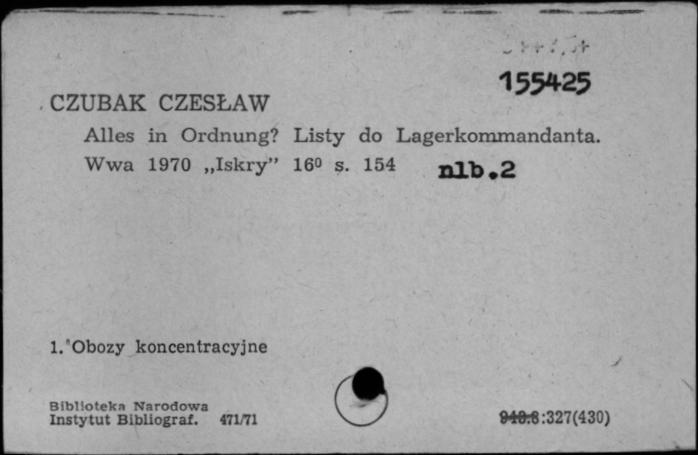 155425
CZUBAK CZESŁAW
Alles in Ordnung? Listy do Lagerkommandanta.
Wwa 1970 „Iskry” 16⁰ s. 154 nlb.2
1. Obozy koncentracyjne
Biblioteka Narodowa
Instytut Bibliograf. 471/71
940.8:327(430)